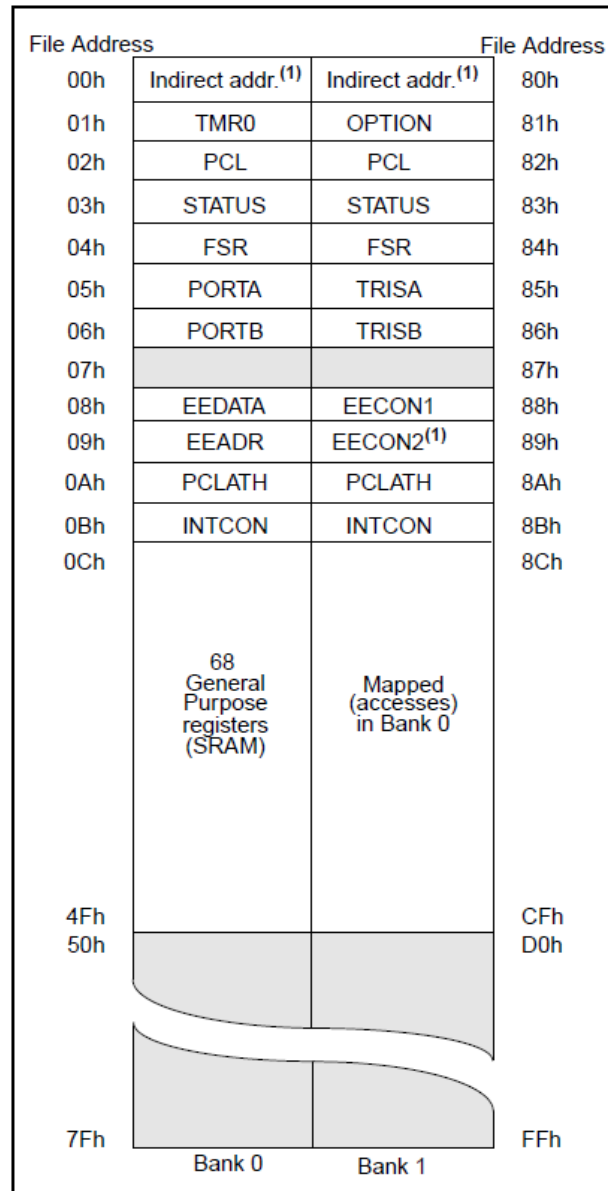 File Address File Address
00h Indirect addr.(1) Indirect addr.(1) 80h
01h TMR0 OPTION 81h
02h PCL PCL 82h
03h STATUS STATUS 83h
04h FSR FSR 84h
05h PORTA TRISA 85h
06h PORTB TRISB 86h
07h 87h
08h EEDATA EECON1 88h
09h EEADR EECON2(1) 89h
0Ah PCLATH PCLATH 8Ah
0Bh INTCON INTCON 8Bh
0Ch 8Ch
68
General
Purpose
registers
(SRAM)
Mapped
(accesses)
in Bank 0
4Fh CFh
50h D0h
7Fh FFh
Bank 0 Bank 1